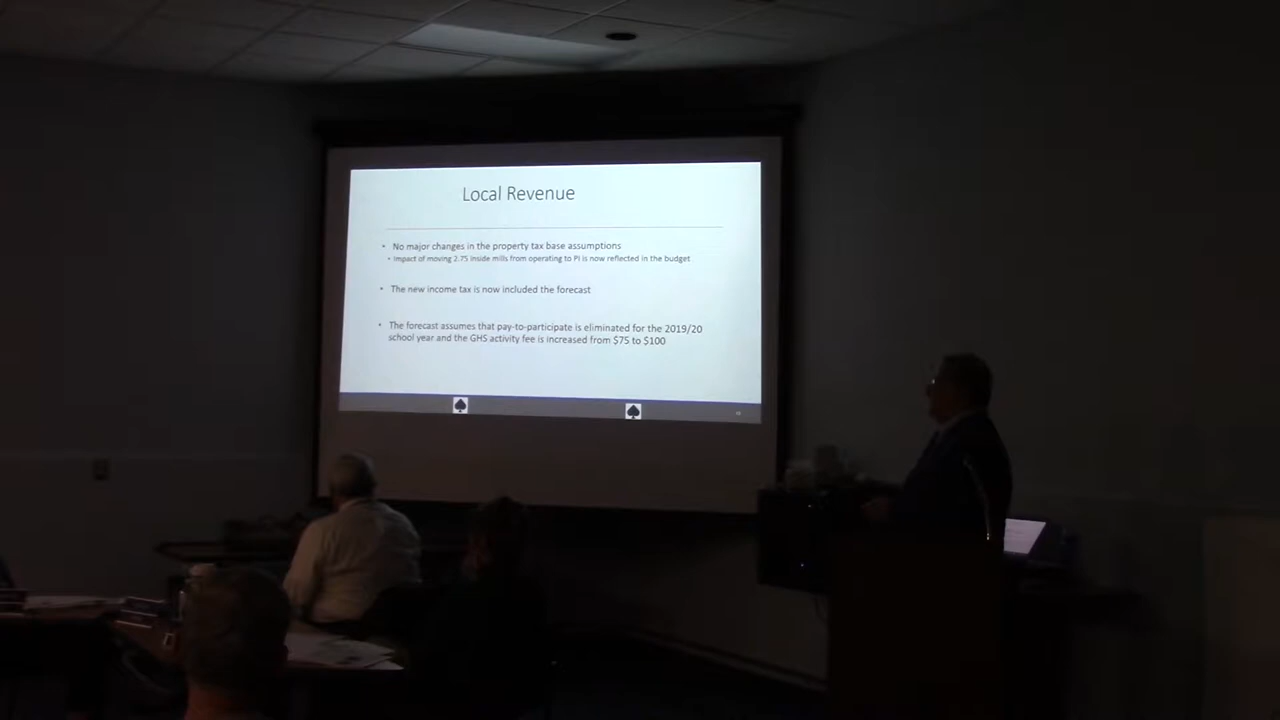 Local Revenue
• No major changes in the property tax base assumptions
• Impact of moving 2.75 inside mills from operating to PI is now reflected in the budget
• The new income tax is now included the forecast
• The forecast assumes that pay-to-participate is eliminated for the 2019/20
school year and the GHS activity fee is increased from $75 to $100